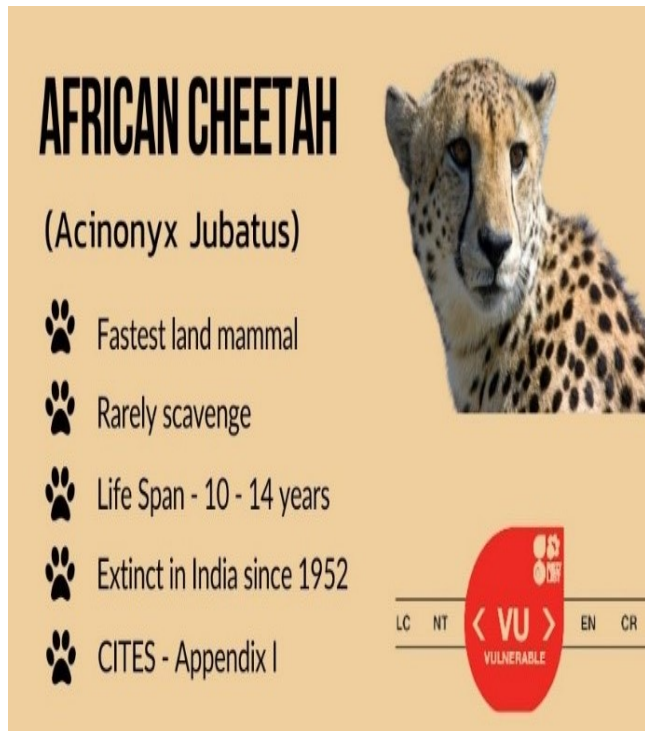 AFRICAN CHEETAH
(Acinonyx Jubatus)
Fastest land mammal
Rarely scavenge
Life Span - 10 - 14 years
Extinct in India since 1952
CITES - Appendix I
LC NT < VU > EN CR
VULNERABLE